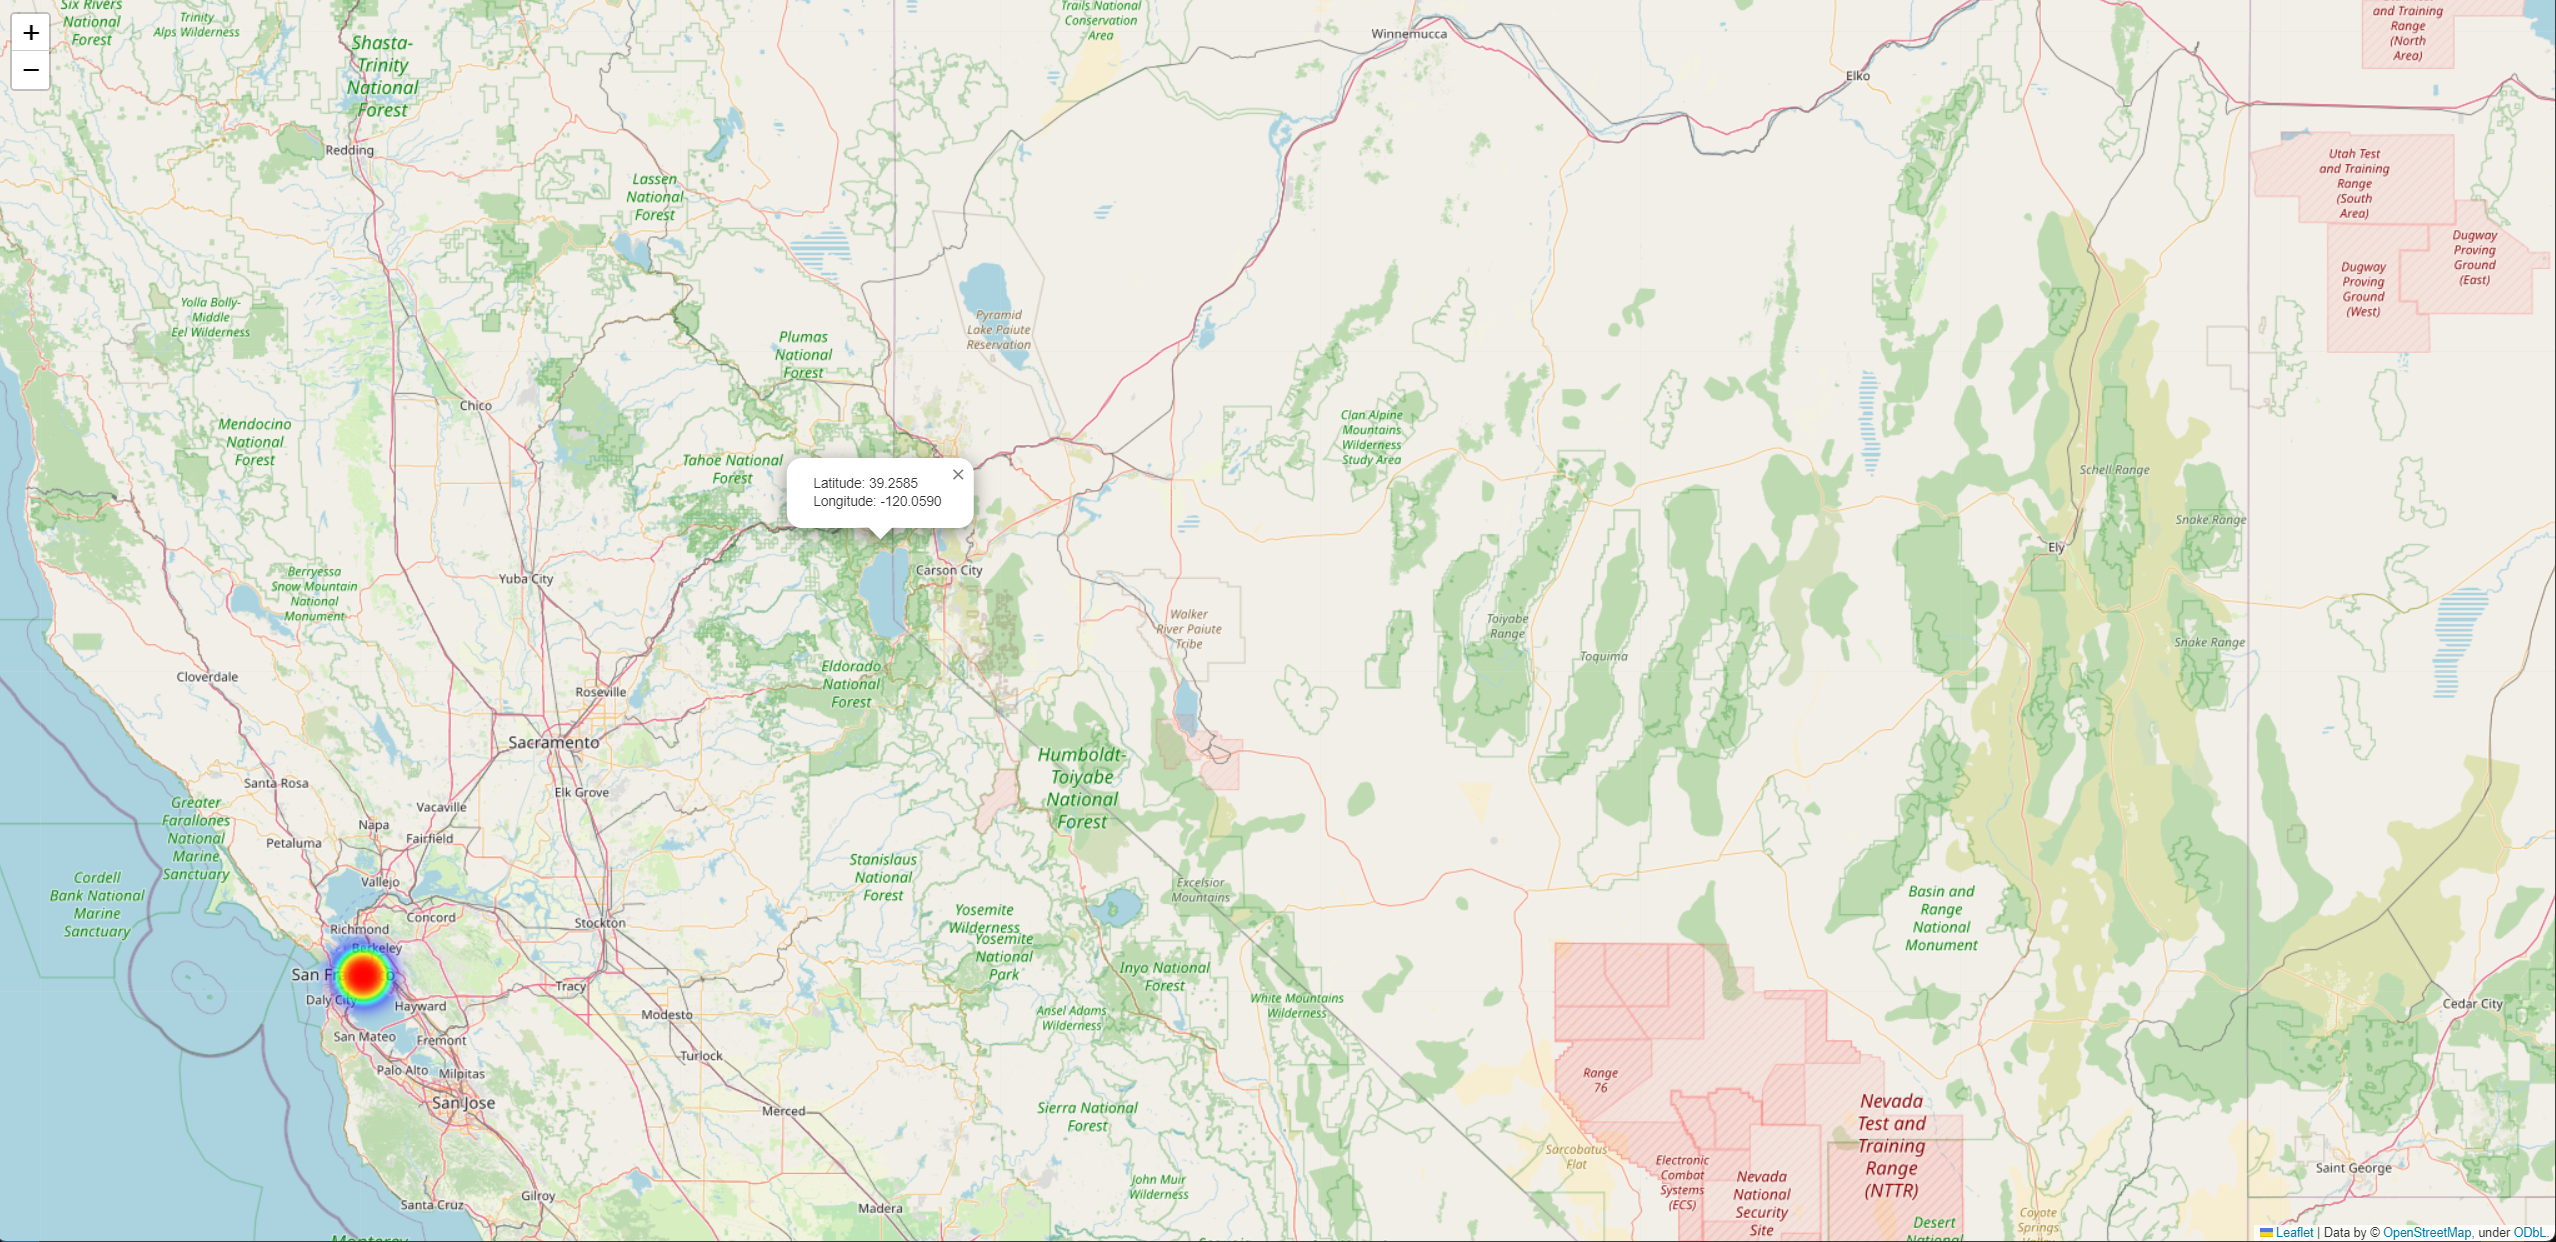 Six Rivers
National
Forest
Trinity
Alps Wilderness
Shasta-
Trinity
National
Forest
Trails National
Conservation
Area
Winnemucca
Elko
and Training
Range
(North
Area)
+
−
Redding
Lassen
National
Forest
Utah Test
and Training
Range
(South
Area)
Dugway
Proving
Ground
(East)
Dugway
Proving
Ground
(West)
Yolla Bolly-
Middle
Eel Wilderness
Plumas
National
Forest
Pyramid
Lake Paiute
Reservation
Chico
Mendocino
National
Forest
Tahoe National
Forest
Clan Alpine
Mountains
Wilderness
Study Area
Schell Range
Latitude: 39.2585
Longitude: -120.0590
×
Snake Range
Ely
Carson City
Yuba City
Berryessa
Snow Mountain
National
Monument
Walker
River Paiute
Tribe
Toiyabe
Range
Toquima
Snake Range
Cloverdale
Eldorado
National
Forest
Roseville
Sacramento
Humboldt-
Toiyabe
National
Forest
Santa Rosa
Elk Grove
Greater
Farallones
National
Marine
Sanctuary
Vacaville
Napa
Fairfield
Petaluma
Vallejo
Cordell
Bank National
Marine
Sanctuary
Stanislaus
National
Forest
Excelsior
Mountains
Basin and
Range
National
Monument
Concord
Richmond
Berkeley
Stockton
Yosemite
Wilderness
Yosemite
National
Park
Inyo National
Forest
San Fr
o
Daly City
Hayward
Tracy
White Mountains
Wilderness
Cedar City
Modesto
Ansel Adams
Wilderness
San Mateo
Fremont
Turlock
Palo Alto
Milpitas
San Jose
Merced
Sierra National
Forest
Range
76
Nevada
Test and
Training
Range
(NTTR)
Sarcobatus
Flat
Electronic
Combat
Systems
(ECS)
Nevada
National
Security
Site
Saint George
John Muir
Wilderness
Gilroy
Santa Cruz
Madera
Coyote
Springs
Desert
National
Monterey
Leaflet | Data by © OpenStreetMap, under ODbL.